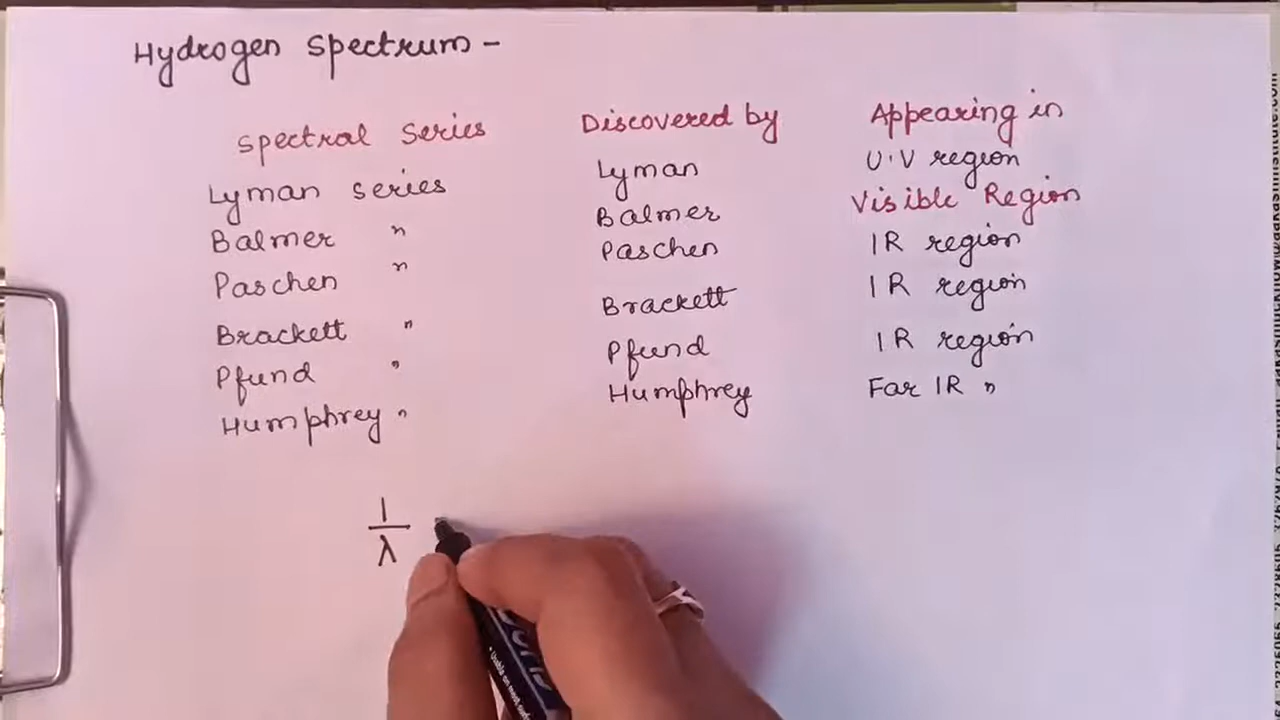 Hydrogen Spectrum -
Spectral Series Discovered by Appearing in
Lyman series Lyman U.V region
Balmer " Balmer Visible Region
Paschen " Paschen IR region
Brackett " Brackett IR region
Pfund " Pfund IR region
Humphrey " Humphrey Far IR "
1
λ